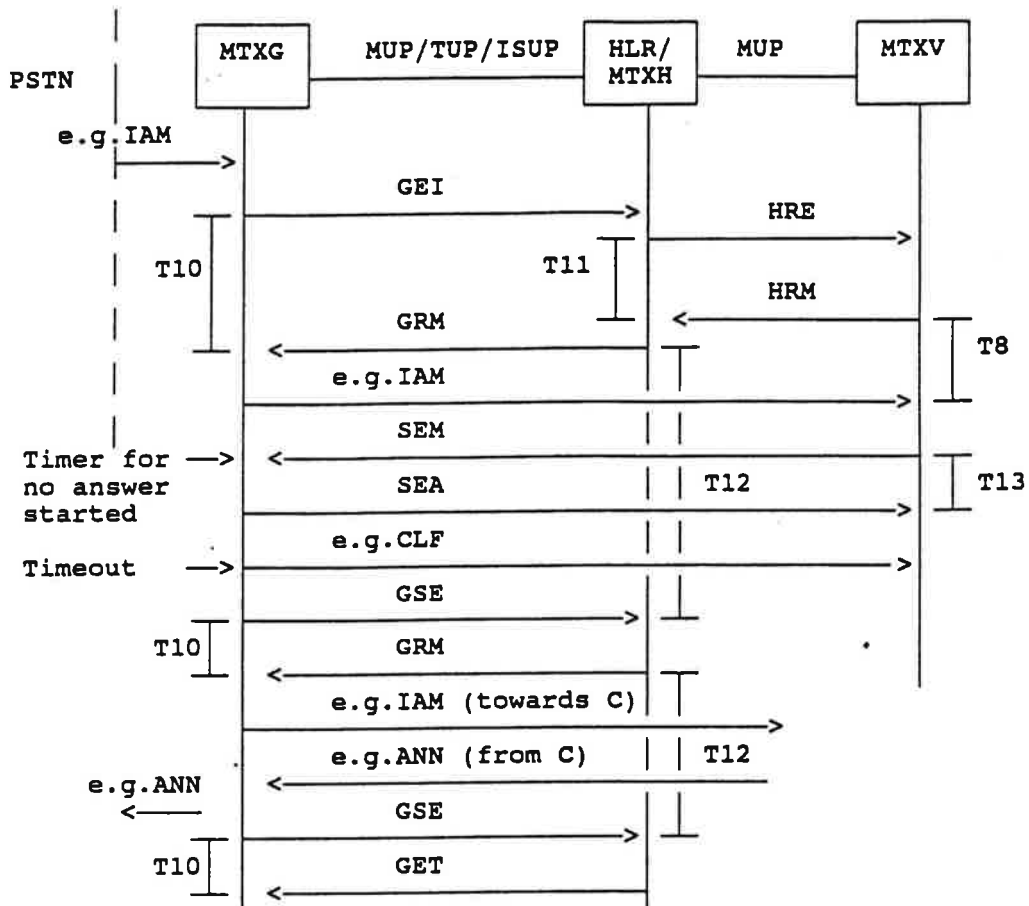 MTXG
MUP/TUP/ISUP
HLR/
MTXH
MUP
MTXV
PSTN
e.g.IAM
GEI
HRE
T10
T11
HRM
GRM
T8
e.g.IAM
SEM
Timer for
no answer
started
SEA
T12
T13
e.g.CLF
Timeout
GSE
T10
GRM
e.g.IAM (towards C)
e.g.ANN (from C)
T12
e.g.ANN
GSE
T10
GET